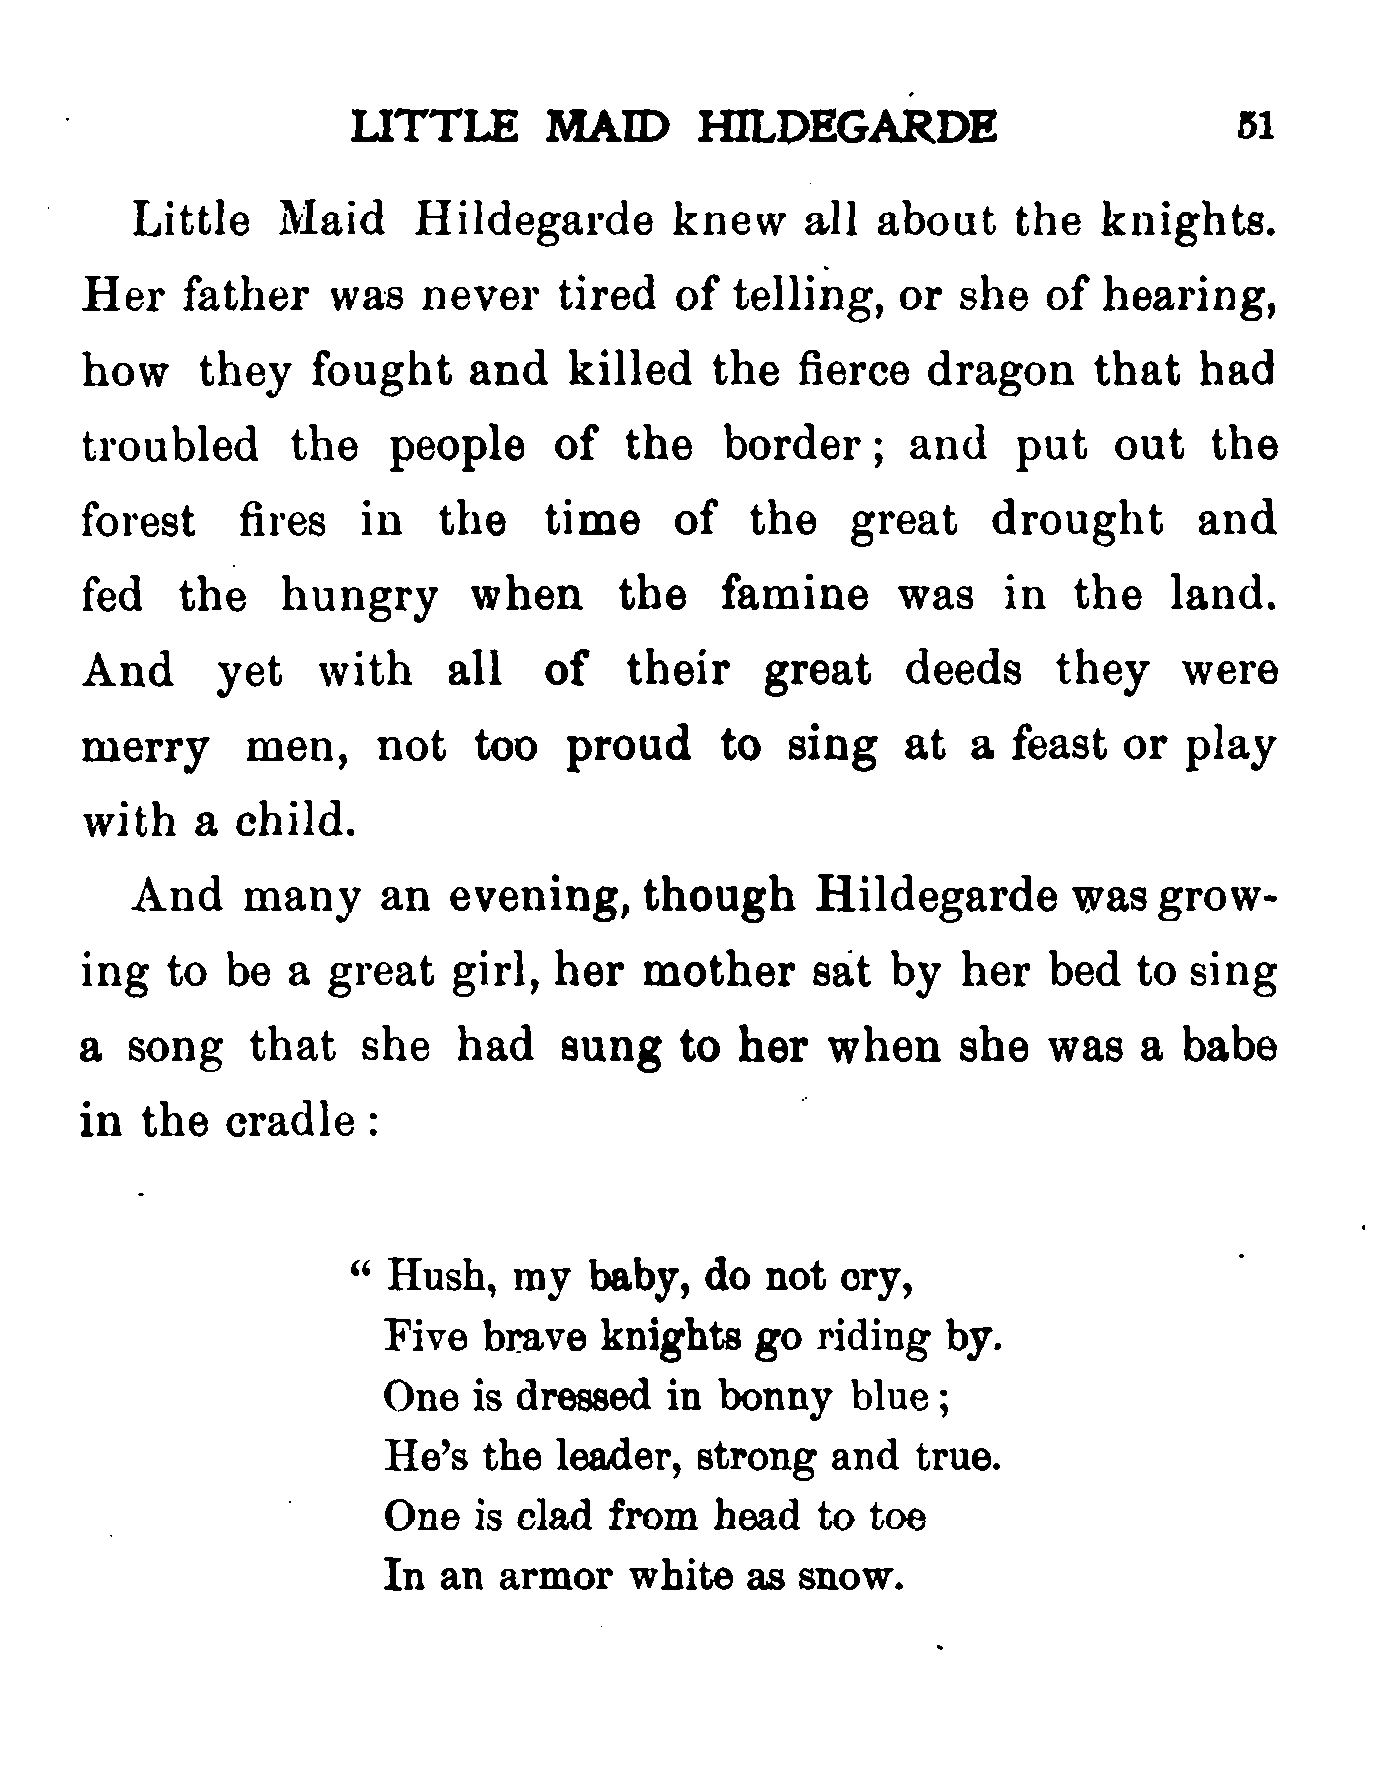 LITTLE MAID HILDEGARDE 51
Little Maid Hildegarde knew all about the knights.
Her father was never tired of telling, or she of hearing,
how they fought and killed the fierce dragon that had
troubled the people of the border; and put out the
forest fires in the time of the great drought and
fed the hungry when the famine was in the land.
And yet with all of their great deeds they were
merry men, not too proud to sing at a feast or play
with a child.
And many an evening, though Hildegarde was grow-
ing to be a great girl, her mother sat by her bed to sing
a song that she had sung to her when she was a babe
in the cradle:
“ Hush, my baby, do not cry,
Five brave knights go riding by.
One is dressed in bonny blue;
He’s the leader, strong and true.
One is clad from head to toe
In an armor white as snow.